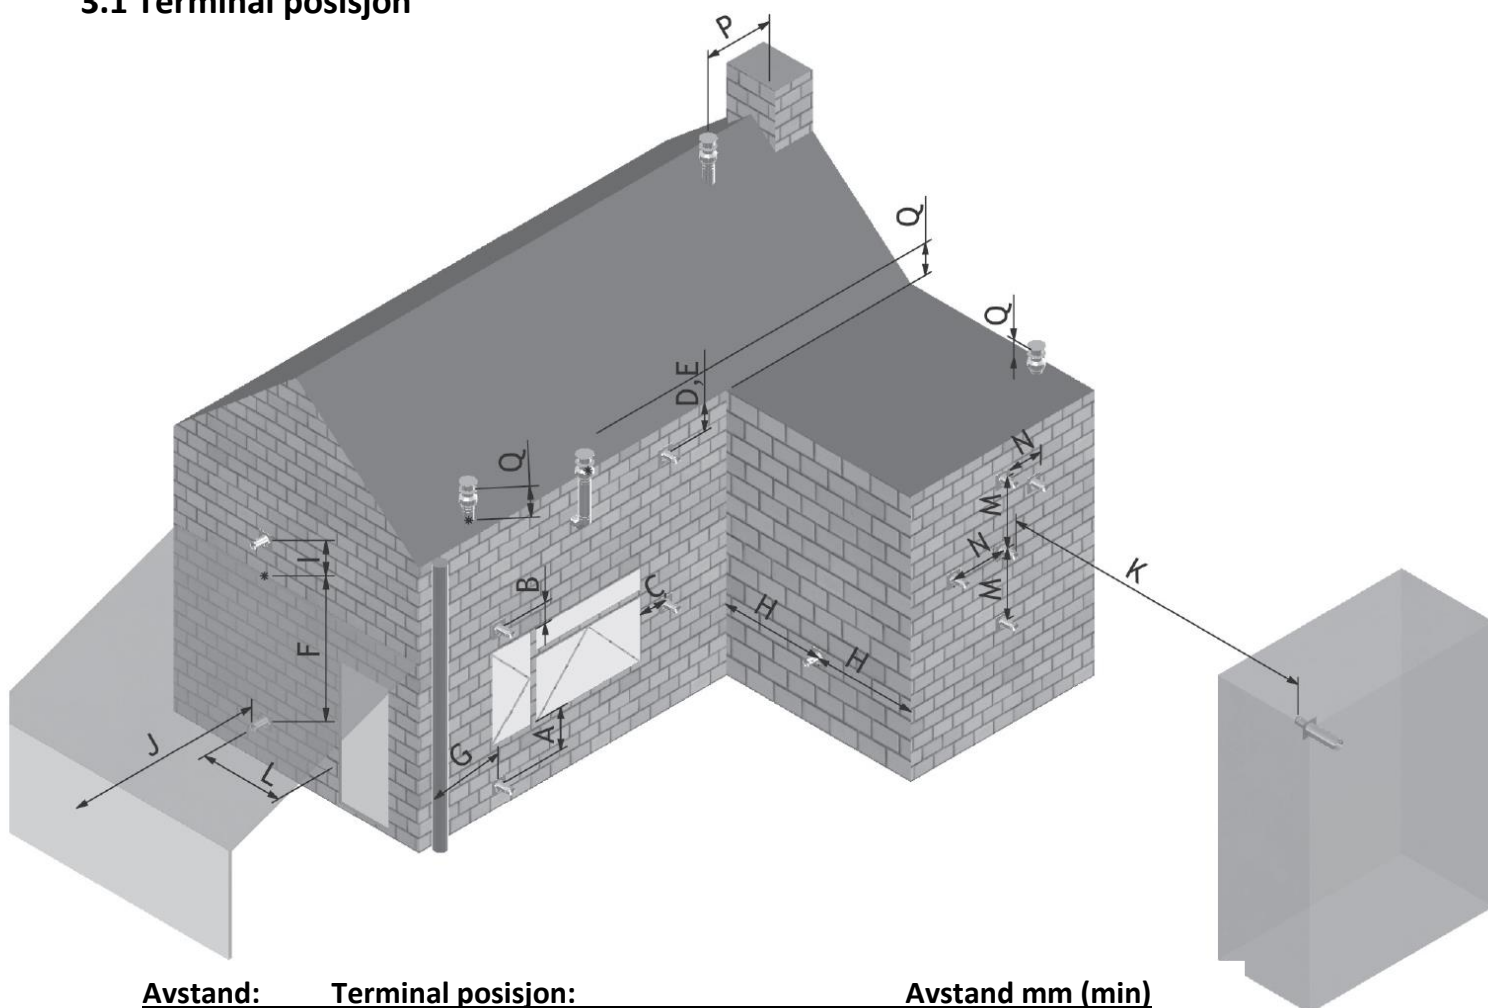 3.1 Terminal posisjon
P
Q
Q
D,E
Q
N
M
I
B
C
N
M
K
H
H
F
A
G
J
L
Avstand: Terminal posisjon: Avstand mm (min)